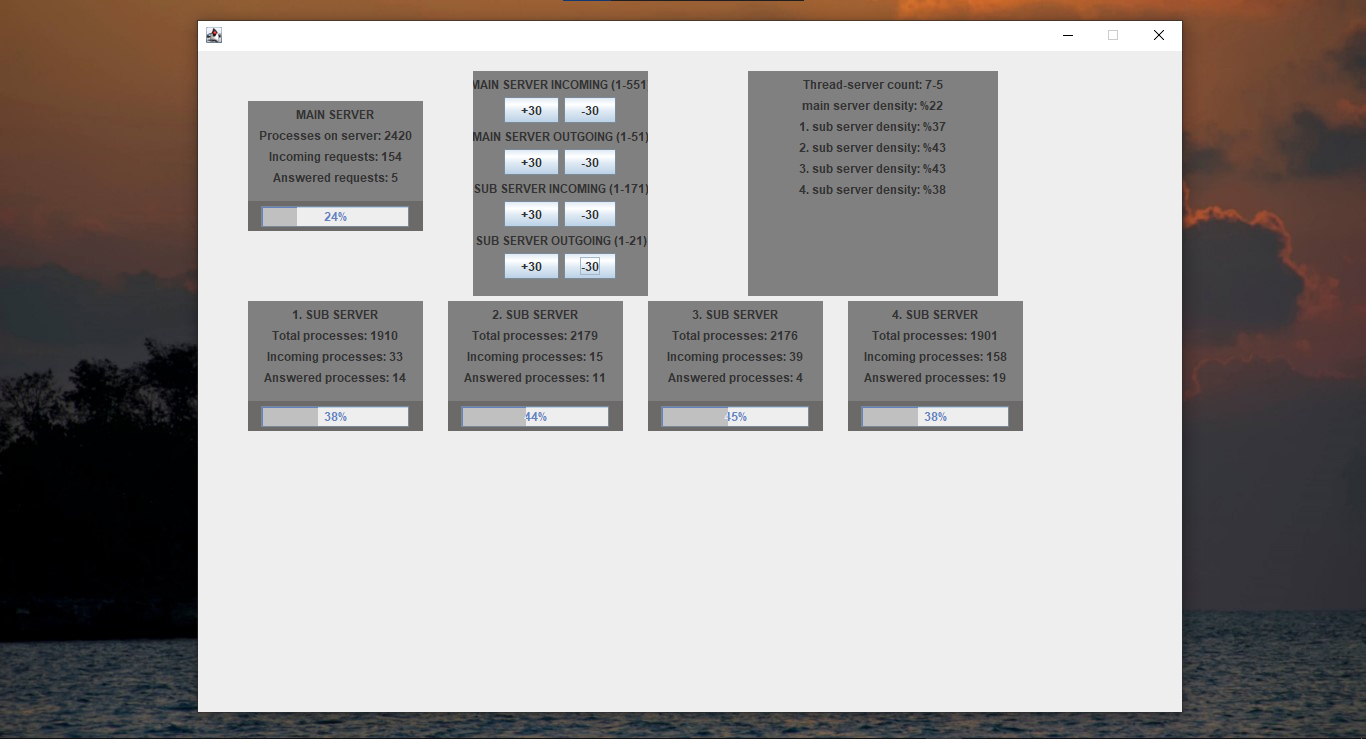 MAIN SERVER
Processes on server: 2420
Incoming requests: 154
Answered requests: 5
24%
MAIN SERVER INCOMING (1-551
+30 -30
MAIN SERVER OUTGOING (1-51)
+30 -30
SUB SERVER INCOMING (1-171)
+30 -30
SUB SERVER OUTGOING (1-21)
+30 -30
Thread-server count: 7-5
main server density: %22
1. sub server density: %37
2. sub server density: %43
3. sub server density: %43
4. sub server density: %38
1. SUB SERVER
Total processes: 1910
Incoming processes: 33
Answered processes: 14
38%
2. SUB SERVER
Total processes: 2179
Incoming processes: 15
Answered processes: 11
44%
3. SUB SERVER
Total processes: 2176
Incoming processes: 39
Answered processes: 4
45%
4. SUB SERVER
Total processes: 1901
Incoming processes: 158
Answered processes: 19
38%